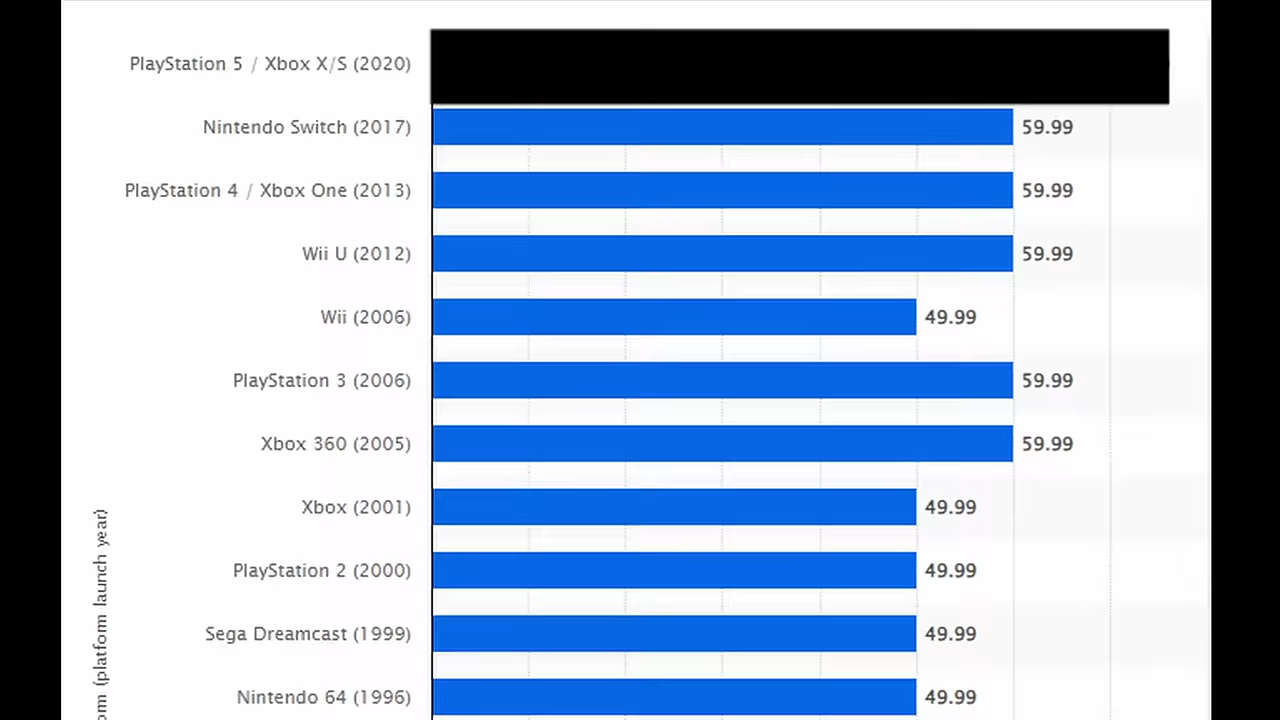 PlayStation 5 / Xbox X/S (2020)
Nintendo Switch (2017) 59.99
PlayStation 4 / Xbox One (2013) 59.99
Wii U (2012) 59.99
Wii (2006) 49.99
PlayStation 3 (2006) 59.99
Xbox 360 (2005) 59.99
Xbox (2001) 49.99
PlayStation 2 (2000) 49.99
Sega Dreamcast (1999) 49.99
Nintendo 64 (1996) 49.99
orm (platform launch year)